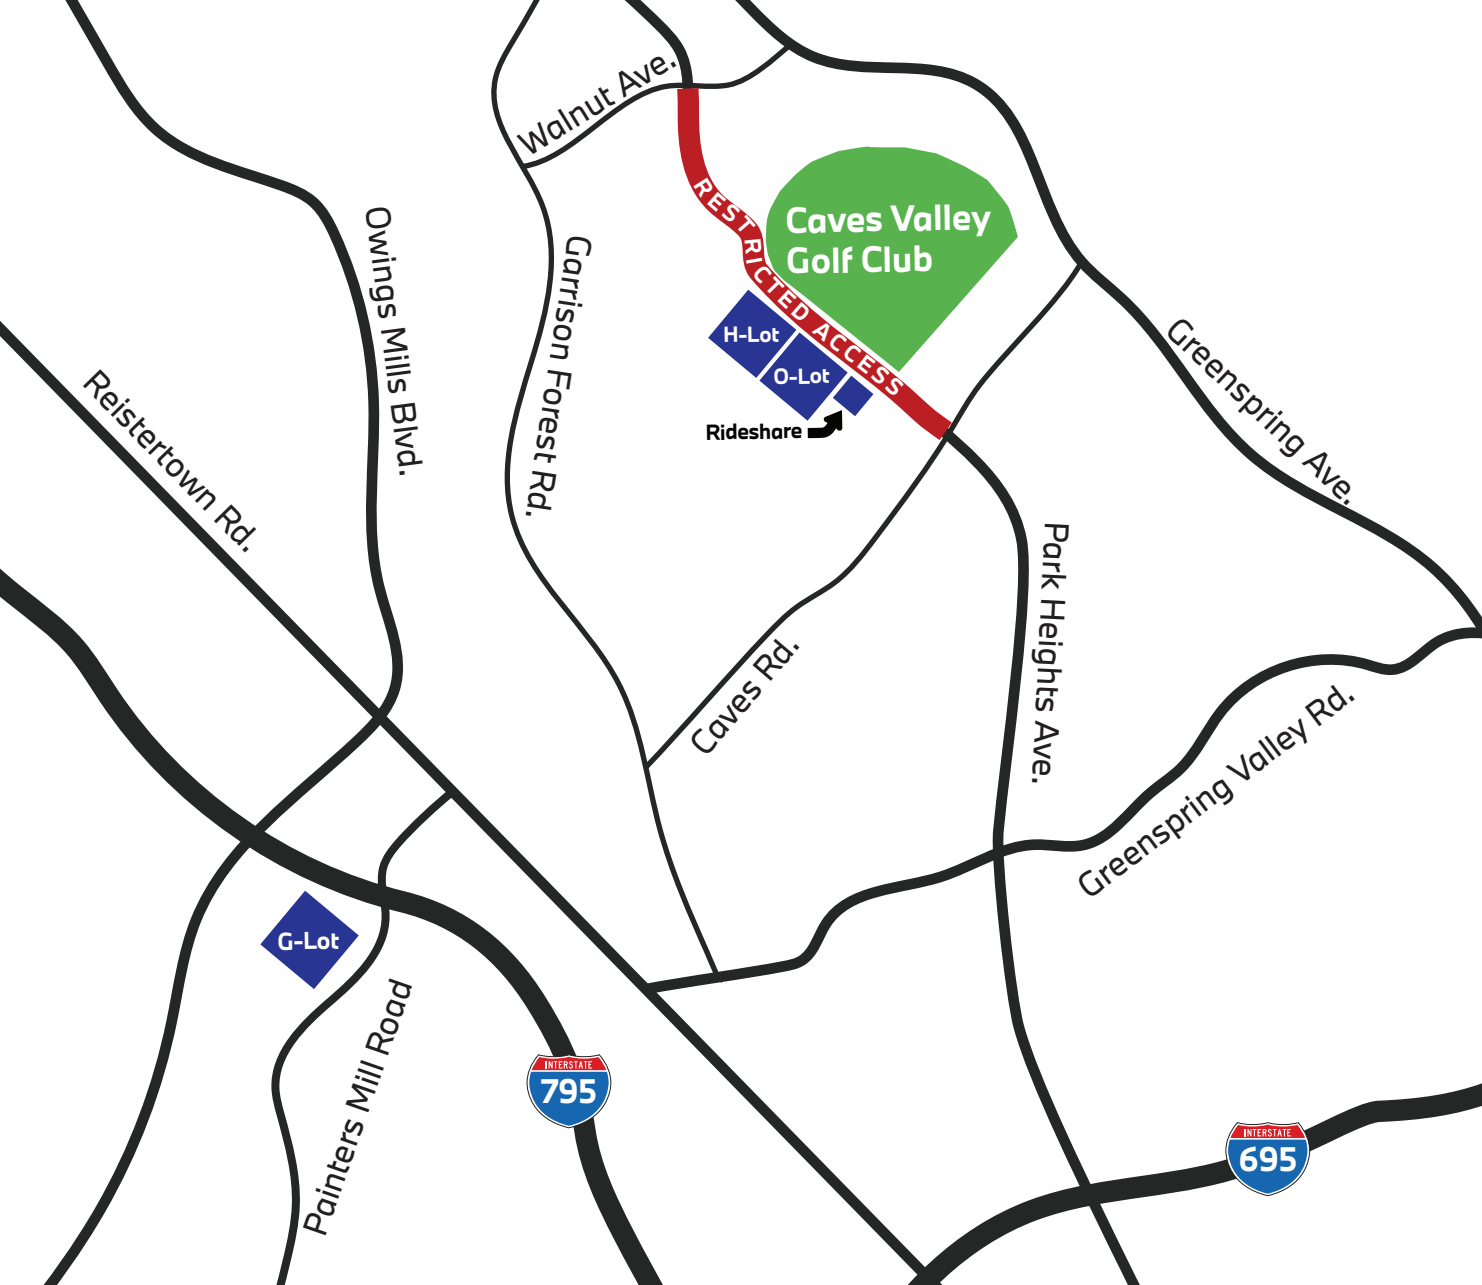 Walnut Ave.
RESTRICTED ACCESS
Caves Valley
Golf Club
Owings Mills Blvd.
Garrison Forest Rd.
H-Lot
O-Lot
Rideshare
Greenspring Ave.
Reistertown Rd.
Park Heights Ave.
Caves Rd.
Greenspring Valley Rd.
G-Lot
Painters Mill Road
INTERSTATE
795
INTERSTATE
695